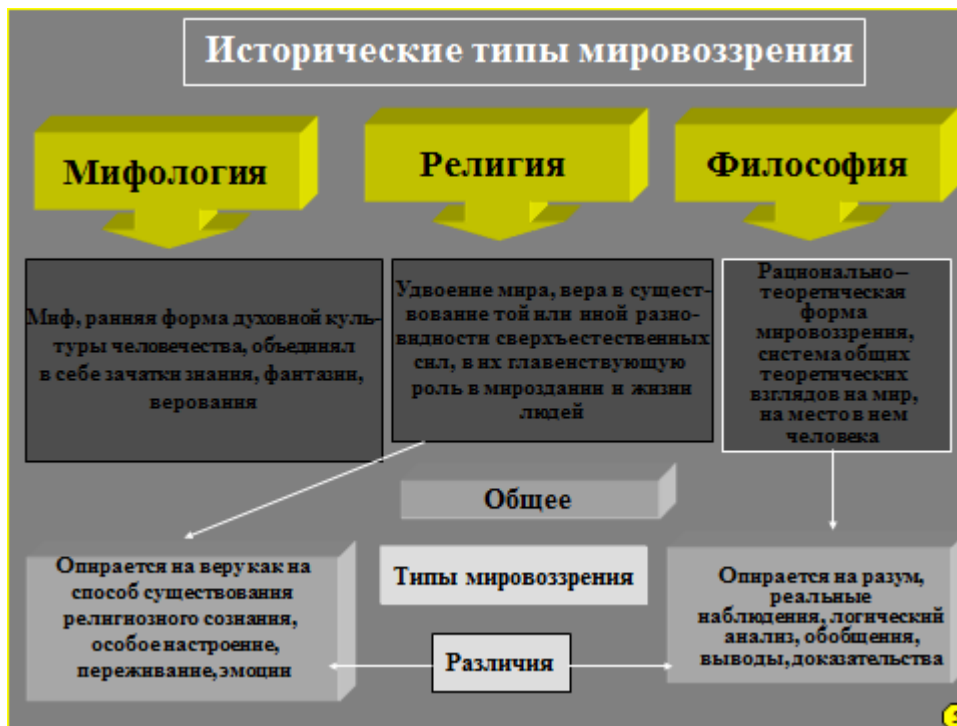 Исторические типы мировоззрения
Мифология
Религия
Философия
Миф, ранняя форма духовной куль-
туры человечества, объединял
в себе зачатки знания, фантазии,
верования
Удвоение мира, вера в сущест-
вование той или иной разно-
видности сверхъестественных
сил, в их главенствующую
роль в мироздании и жизни
людей
Рационально–
теоретическая
форма
мировоззрения,
система общих
теоретических
взглядов на мир,
на место в нем
человека
Общее
Типы мировоззрения
Различия
Опирается на веру как на
способ существования
религиозного сознания,
особое настроение,
переживание, эмоции
Опирается на разум,
реальные
наблюдения, логический
анализ, обобщения,
выводы, доказательства